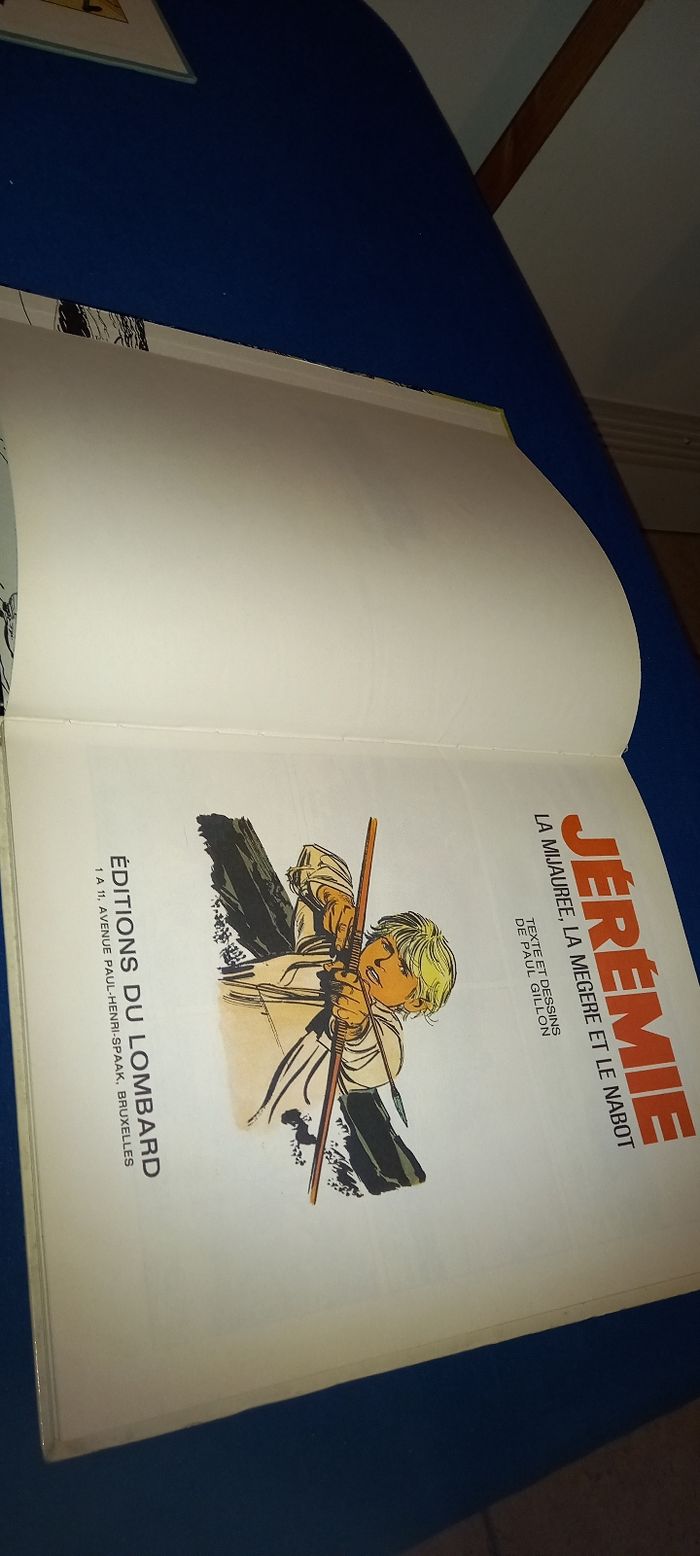 JÉRÉMIE
LA MIJAUREE, LA MEGERE ET LE NABOT
TEXTE ET DESSINS
DE PAUL GILLON
ÉDITIONS DU LOMBARD
1 A 11, AVENUE PAUL-HENRI-SPAAK, BRUXELLES